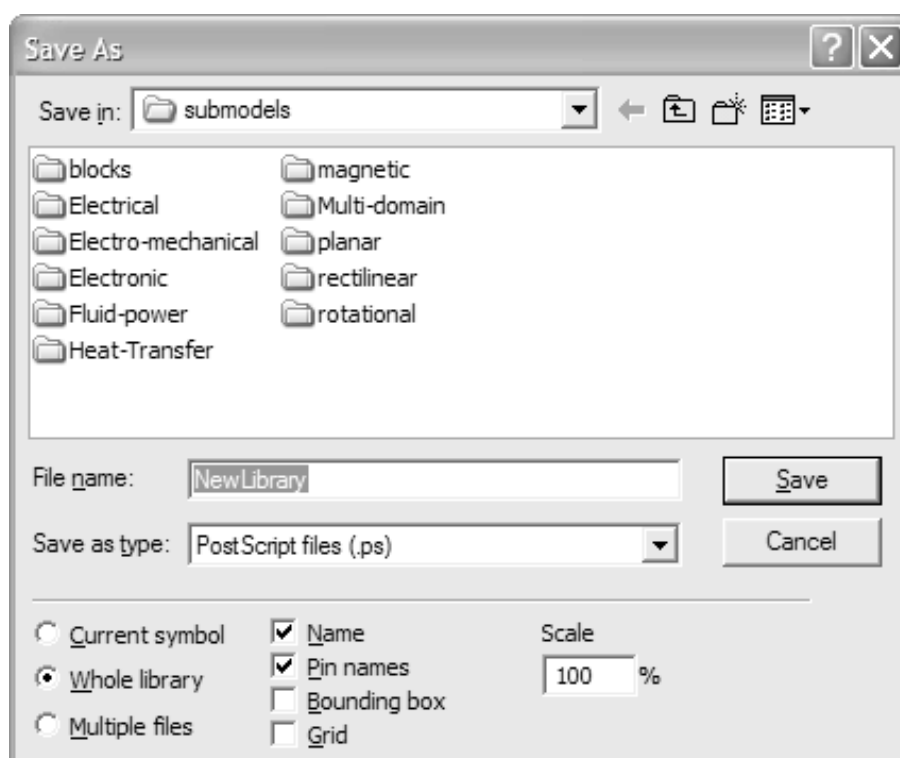 Save As
Save in: submodels
blocks magnetic
Electrical Multi-domain
Electro-mechanical planar
Electronic rectilinear
Fluid-power rotational
Heat-Transfer
File name: NewLibrary Save
Save as type: PostScript files (.ps) Cancel
Current symbol Name Scale
Whole library Pin names 100 %
Bounding box
Multiple files Grid